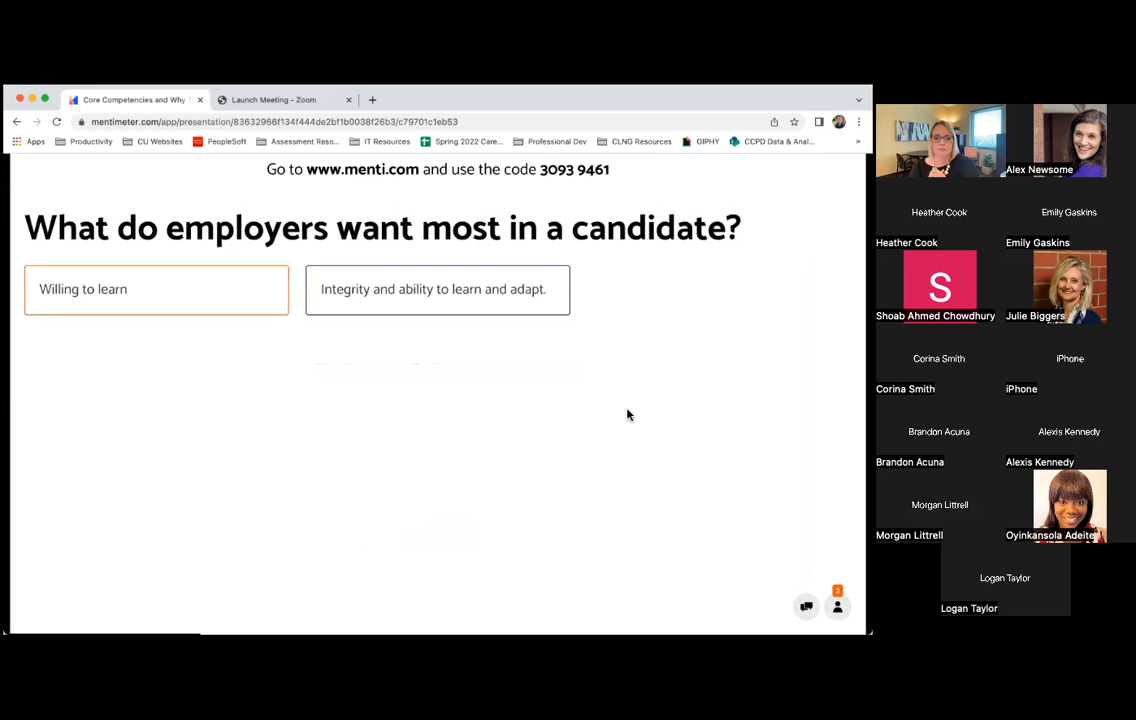 Core Competencies and Why
Launch Meeting - Zoom
mentimeter.com/app/presentation/83632966f134f444de2bf1b0038f26b3/c79701c1eb53
Apps Productivity CU Websites PeopleSoft Assessment Reso... IT Resources Spring 2022 Care... Professional Dev CLNG Resources GIPHY CCPD Data & Anal... »
Go to www.menti.com and use the code 3093 9461
What do employers want most in a candidate?
Willing to learn
Integrity and ability to learn and adapt.
2
Alex Newsome
Heather Cook
Emily Gaskins
Heather Cook
Emily Gaskins
S
Shoab Ahmed Chowdhury
Julie Biggers
Corina Smith
iPhone
Corina Smith
iPhone
Brandon Acuna
Alexis Kennedy
Brandon Acuna
Alexis Kennedy
Morgan Littrell
Morgan Littrell
Oyinkansola Adeite
Logan Taylor
Logan Taylor